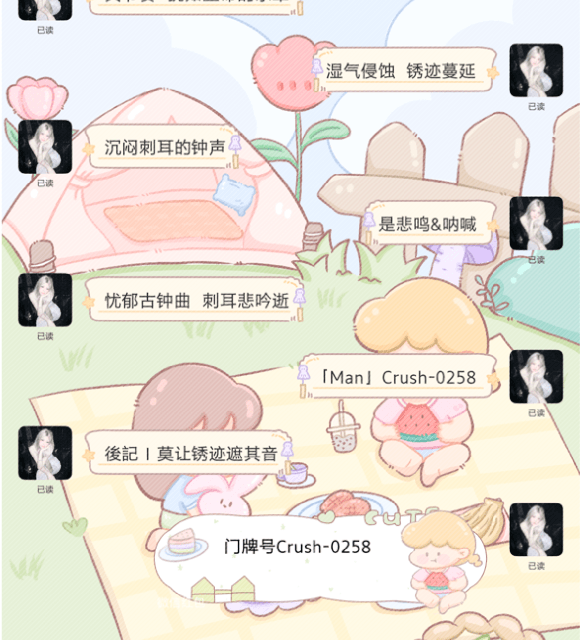 已读
湿气侵蚀 锈迹蔓延
已读
沉闷刺耳的钟声
已读
是悲鸣&呐喊
已读
忧郁古钟曲 刺耳悲吟逝
已读
「Man」Crush-0258
已读
後記 | 莫让锈迹遮其音
已读
cute
门牌号Crush-0258
已读